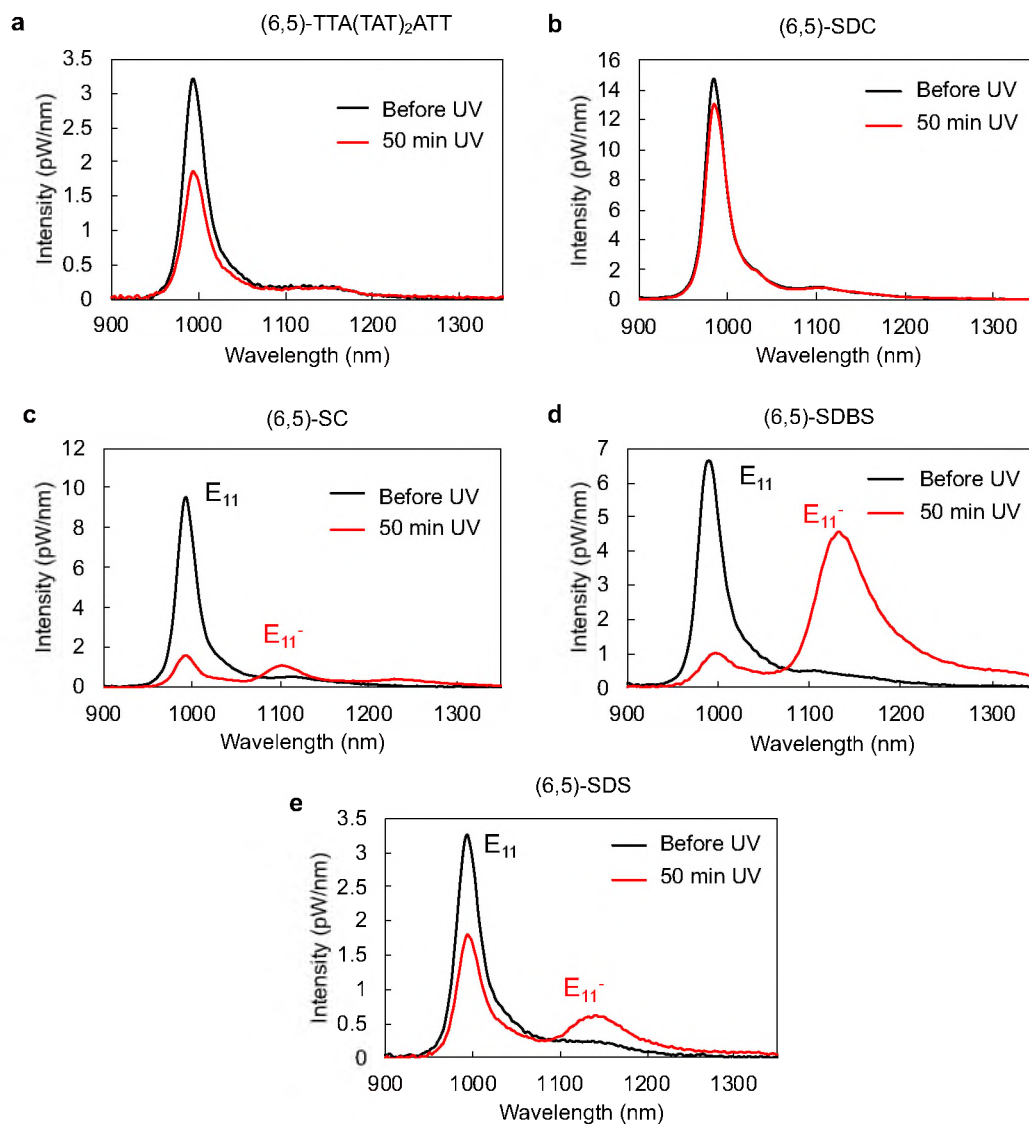 a
(6,5)-TTA(TAT)₂ATT
3.5
3
2.5
2
1.5
1
0.5
0
Intensity (pW/nm)
Before UV
50 min UV
900 1000 1100 1200 1300
Wavelength (nm)
b
(6,5)-SDC
16
14
12
10
8
6
4
2
0
Intensity (pW/nm)
Before UV
50 min UV
900 1000 1100 1200 1300
Wavelength (nm)
c
(6,5)-SC
12
10
8
6
4
2
0
Intensity (pW/nm)
E₁₁
Before UV
50 min UV
E₁₁⁻
900 1000 1100 1200 1300
Wavelength (nm)
d
(6,5)-SDBS
7
6
5
4
3
2
1
0
Intensity (pW/nm)
E₁₁
Before UV
50 min UV
E₁₁⁻
900 1000 1100 1200 1300
Wavelength (nm)
e
(6,5)-SDS
3.5
3
2.5
2
1.5
1
0.5
0
Intensity (pW/nm)
E₁₁
Before UV
50 min UV
E₁₁⁻
900 1000 1100 1200 1300
Wavelength (nm)